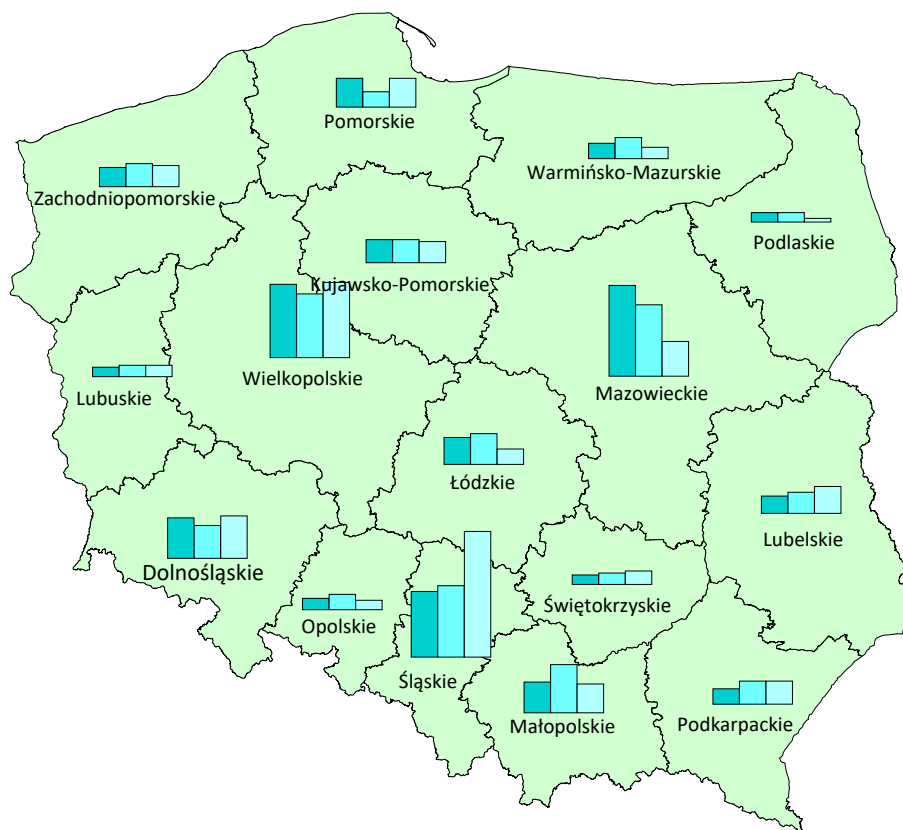 Pomorskie
Warmińsko-Mazurskie
Zachodniopomorskie
Podlaskie
Kujawsko-Pomorskie
Wielkopolskie
Mazowieckie
Lubuskie
Łódzkie
Lubelskie
Dolnośląskie
Świętokrzyskie
Opolskie
Śląskie
Małopolskie
Podkarpackie